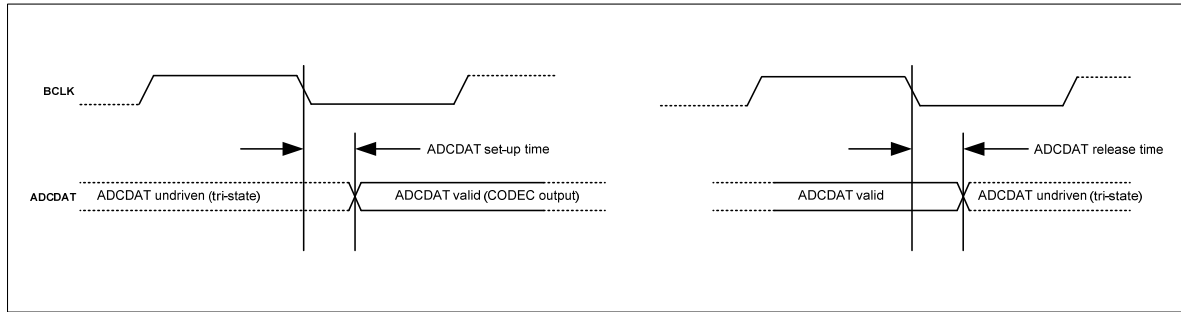 BCLK
ADCDAT set-up time
ADCDAT release time
ADCDAT
ADCDAT undriven (tri-state)
ADCDAT valid (CODEC output)
ADCDAT valid
ADCDAT undriven (tri-state)